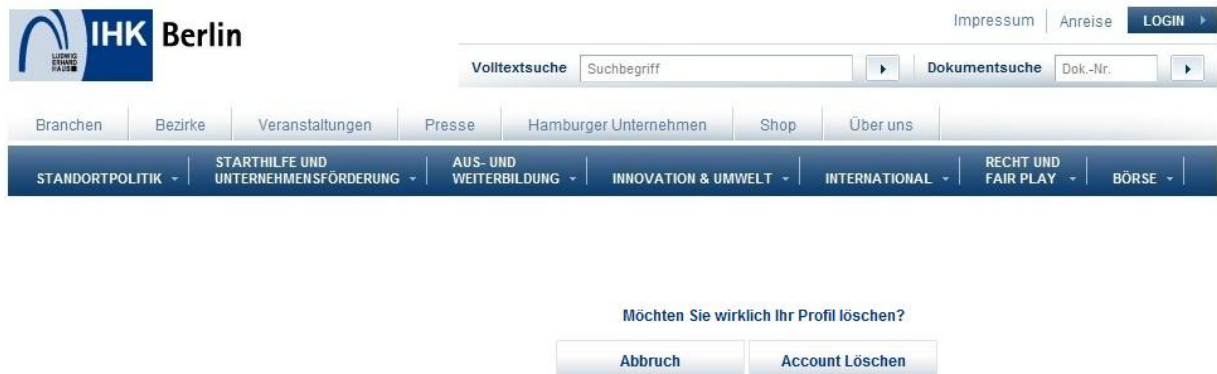 IHK Berlin
LUDWIG
ERHARD
HAUS
Impressum Anreise LOGIN
Volltextsuche Suchbegriff Dokumentsuche Dok.-Nr.
Branchen Bezirke Veranstaltungen Presse Hamburger Unternehmen Shop Über uns
STANDORTPOLITIK STARTHILFE UND UNTERNEHMENSFÖRDERUNG AUS- UND WEITERBILDUNG INNOVATION & UMWELT INTERNATIONAL RECHT UND FAIR PLAY BÖRSE
Möchten Sie wirklich Ihr Profil löschen?
Abbruch Account Löschen